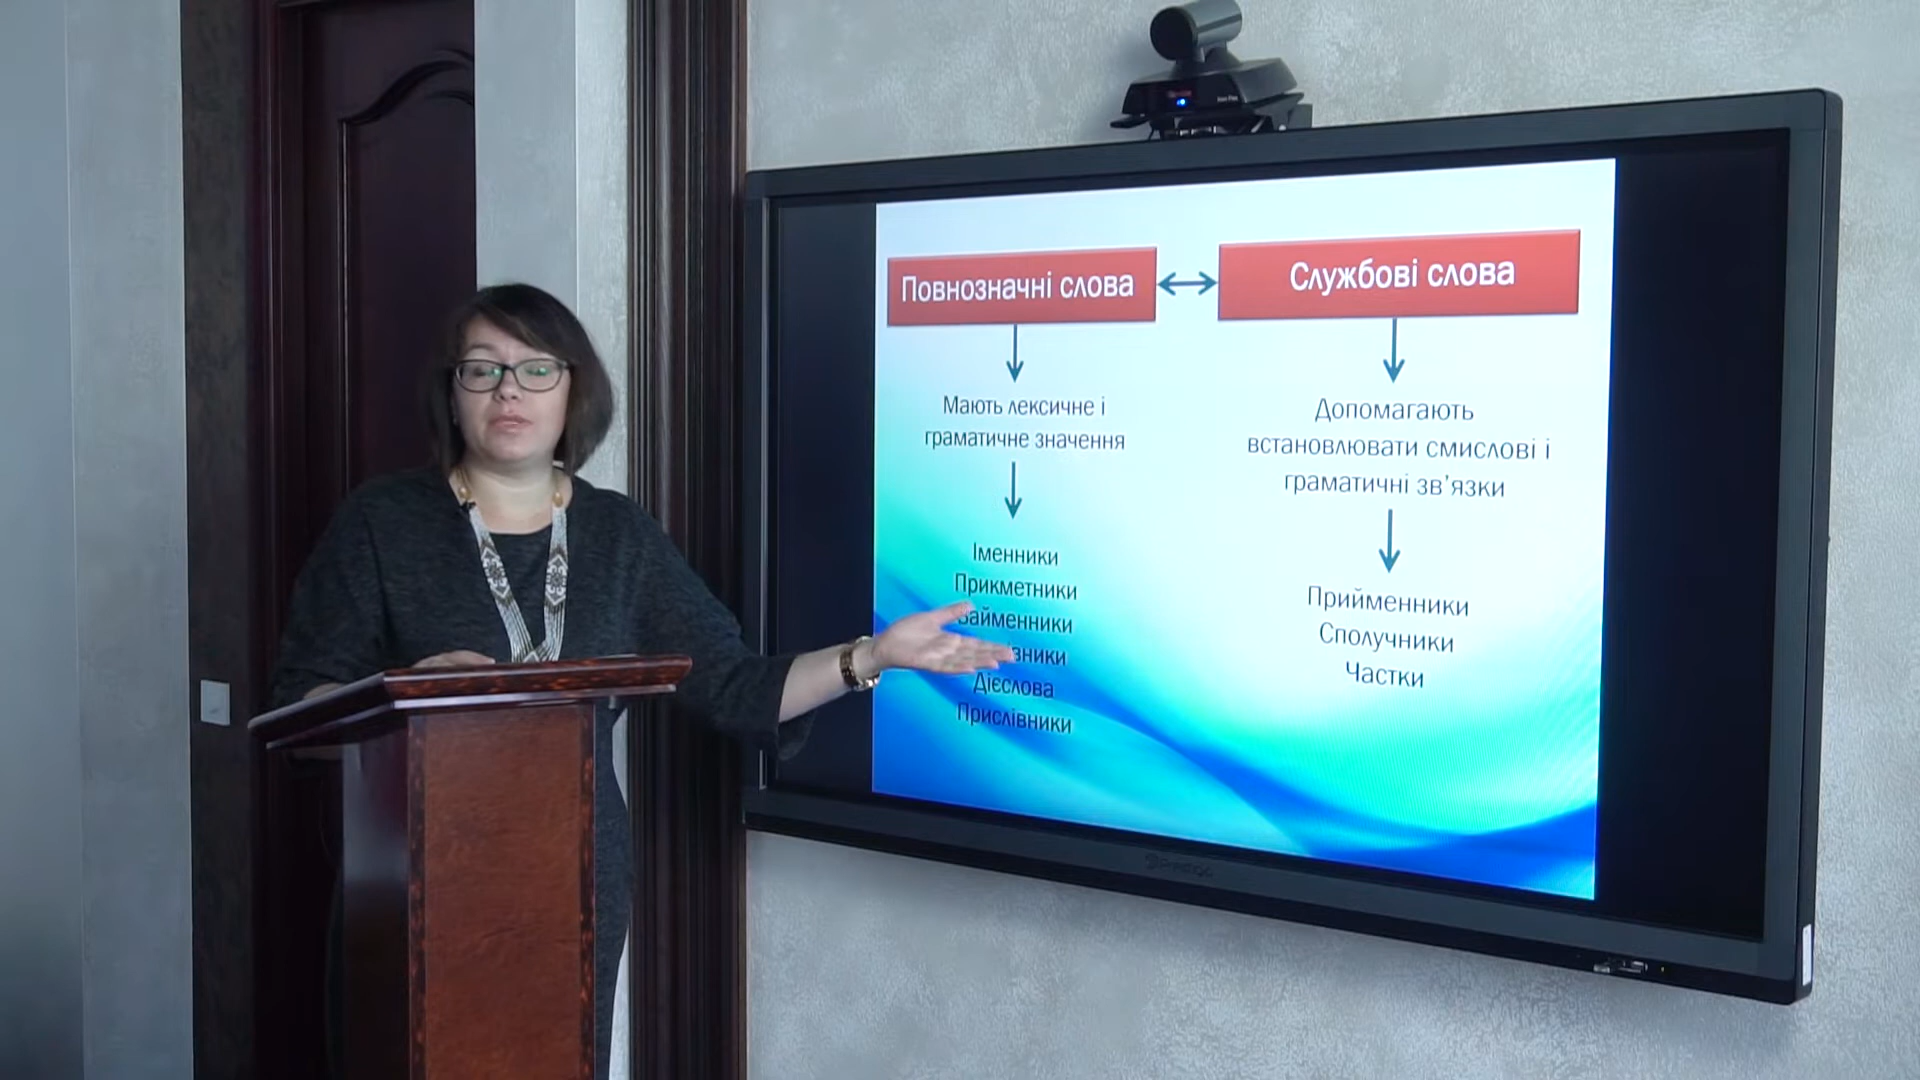 Повнозначні слова
Службові слова
Мають лексичне і
граматичне значення
Допомагають
встановлювати смислові і
граматичні зв'язки
Іменники
Прикметники
Займенники
Дієслова
Прислівники
Прийменники
Сполучники
Частки